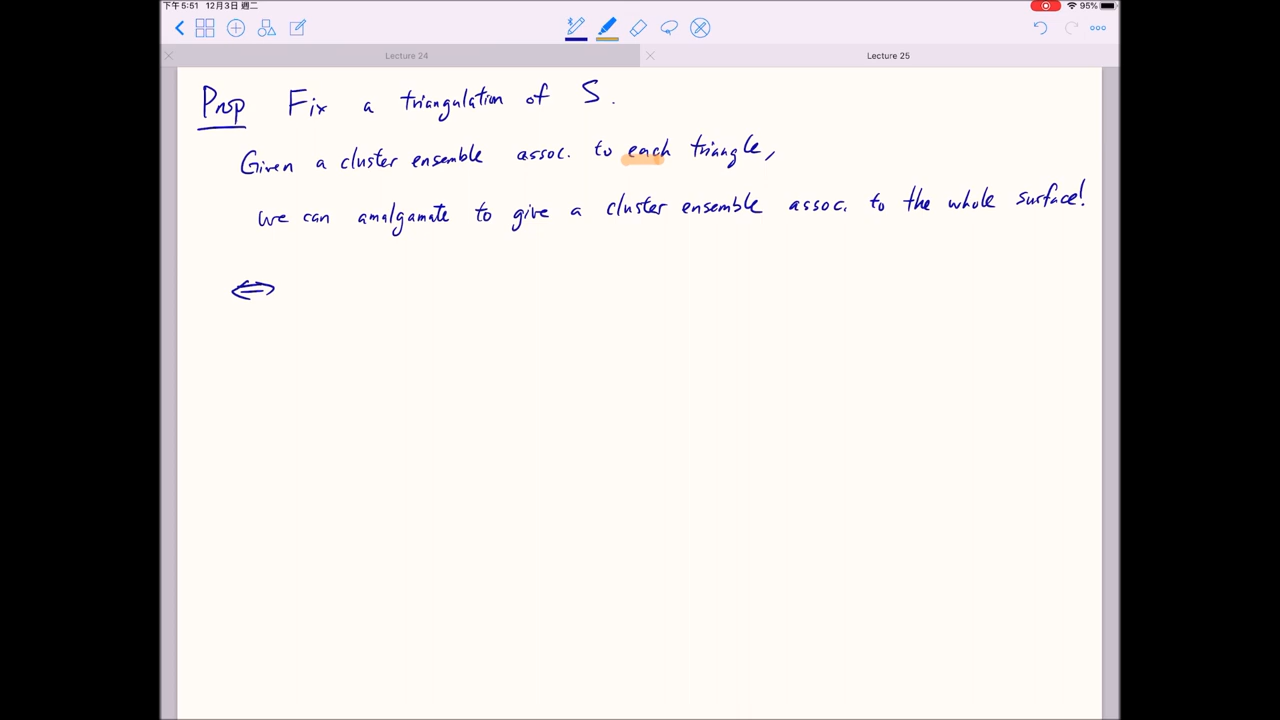 下午5:51 12月3日 週二
95%
Lecture 24
Lecture 25
Prop Fix a triangulation of S.
Given a cluster ensemble assoc. to each triangle,
we can amalgamate to give a cluster ensemble assoc. to the whole surface!
⇔